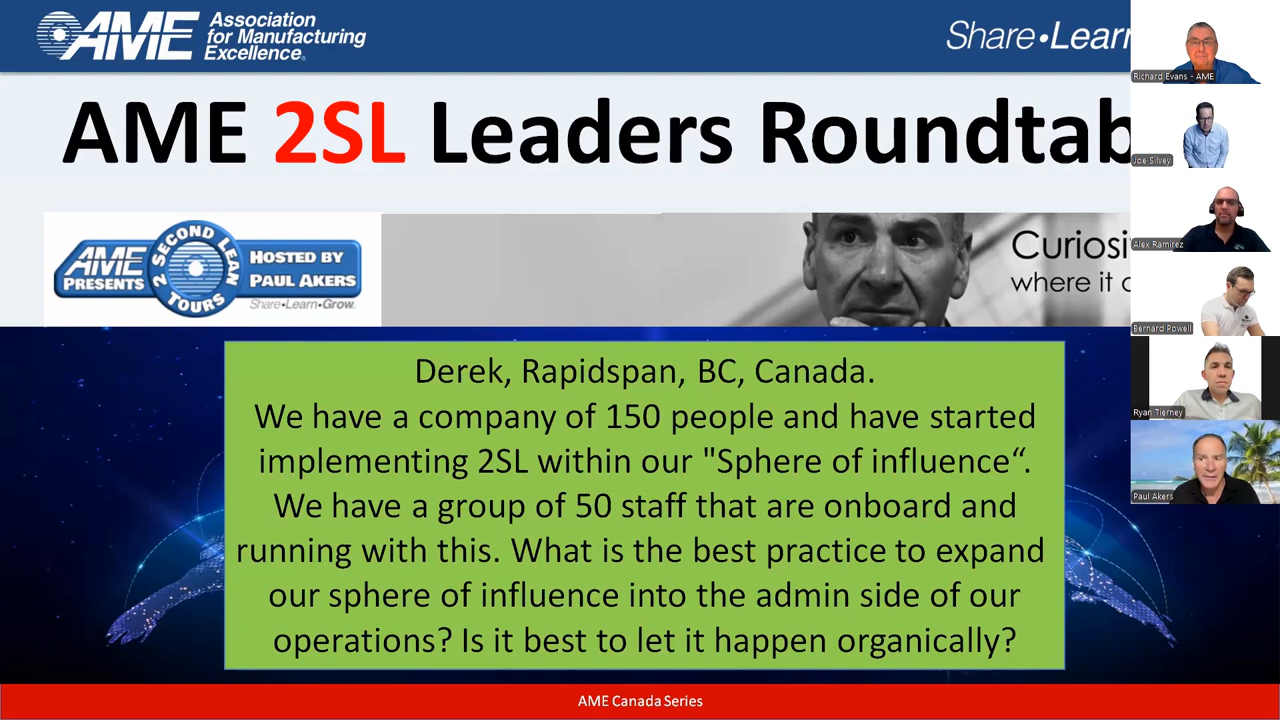 AME Association
for Manufacturing
Excellence®
Share•Learn
AME 2SL Leaders Roundtab
AME
PRESENTS
2 SECOND LEAN
TOURS
HOSTED BY
PAUL AKERS
Share•Learn•Grow.
Curiosi
where it
Derek, Rapidspan, BC, Canada.
We have a company of 150 people and have started
implementing 2SL within our "Sphere of influence“.
We have a group of 50 staff that are onboard and
running with this. What is the best practice to expand
our sphere of influence into the admin side of our
operations? Is it best to let it happen organically?
AME Canada Series
Richard Evans - AME
Joe Silvey
Alex Ramirez
Bernard Powell
Ryan Tierney
Paul Akers